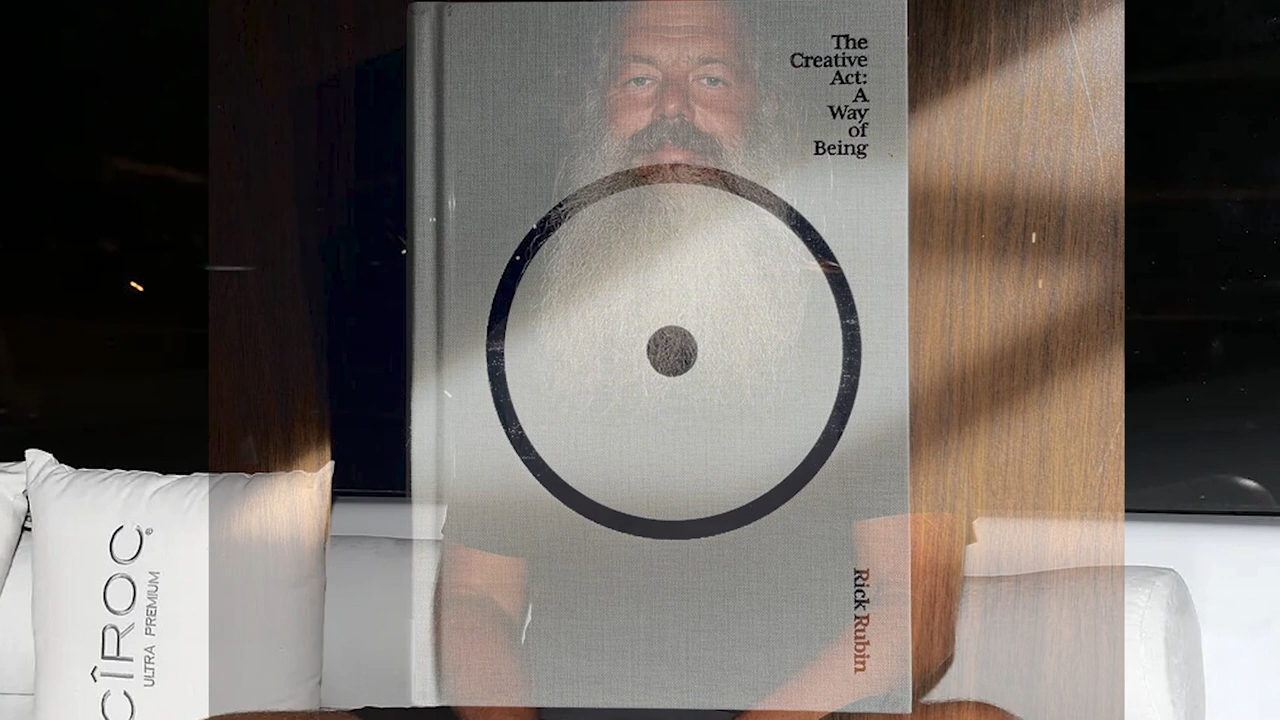 The
Creative
Act:
A
Way
of
Being
Rick Rubin
CÎROC®
ULTRA PREMIUM